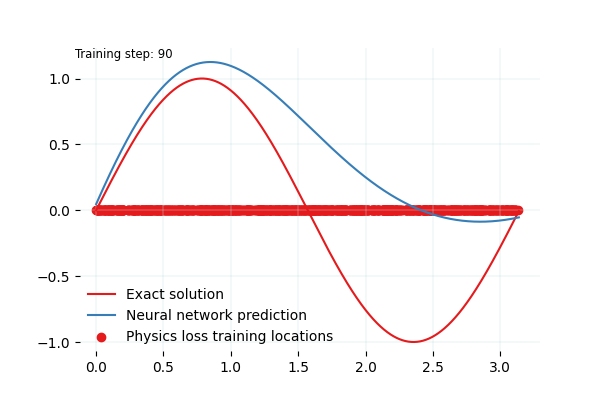 Training step: 90
1.0
0.5
0.0
−0.5
−1.0
Exact solution
Neural network prediction
Physics loss training locations
0.0 0.5 1.0 1.5 2.0 2.5 3.0